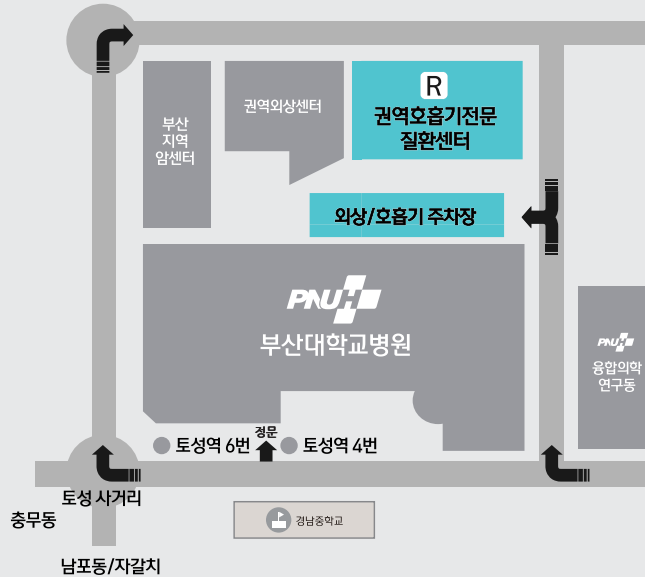 R
권역호흡기전문
질환센터
권역외상센터
부산
지역
암센터
외상/호흡기 주차장
PNUH
부산대학교병원
PNUH
융합의학
연구동
정문
토성역 6번
토성역 4번
토성 사거리
충무동
경남중학교
남포동/자갈치